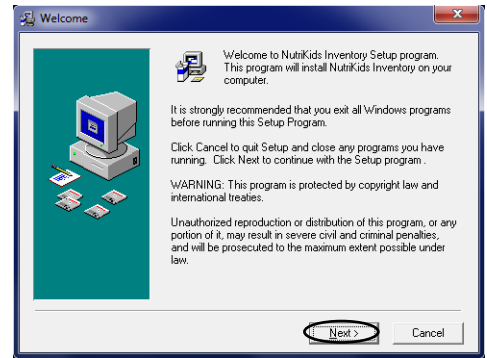 Welcome
Welcome to NutriKids Inventory Setup program.
This program will install NutriKids Inventory on your
computer.
It is strongly recommended that you exit all Windows programs
before running this Setup Program.
Click Cancel to quit Setup and close any programs you have
running. Click Next to continue with the Setup program .
WARNING: This program is protected by copyright law and
international treaties.
Unauthorized reproduction or distribution of this program, or any
portion of it, may result in severe civil and criminal penalties,
and will be prosecuted to the maximum extent possible under
law.
Next > Cancel